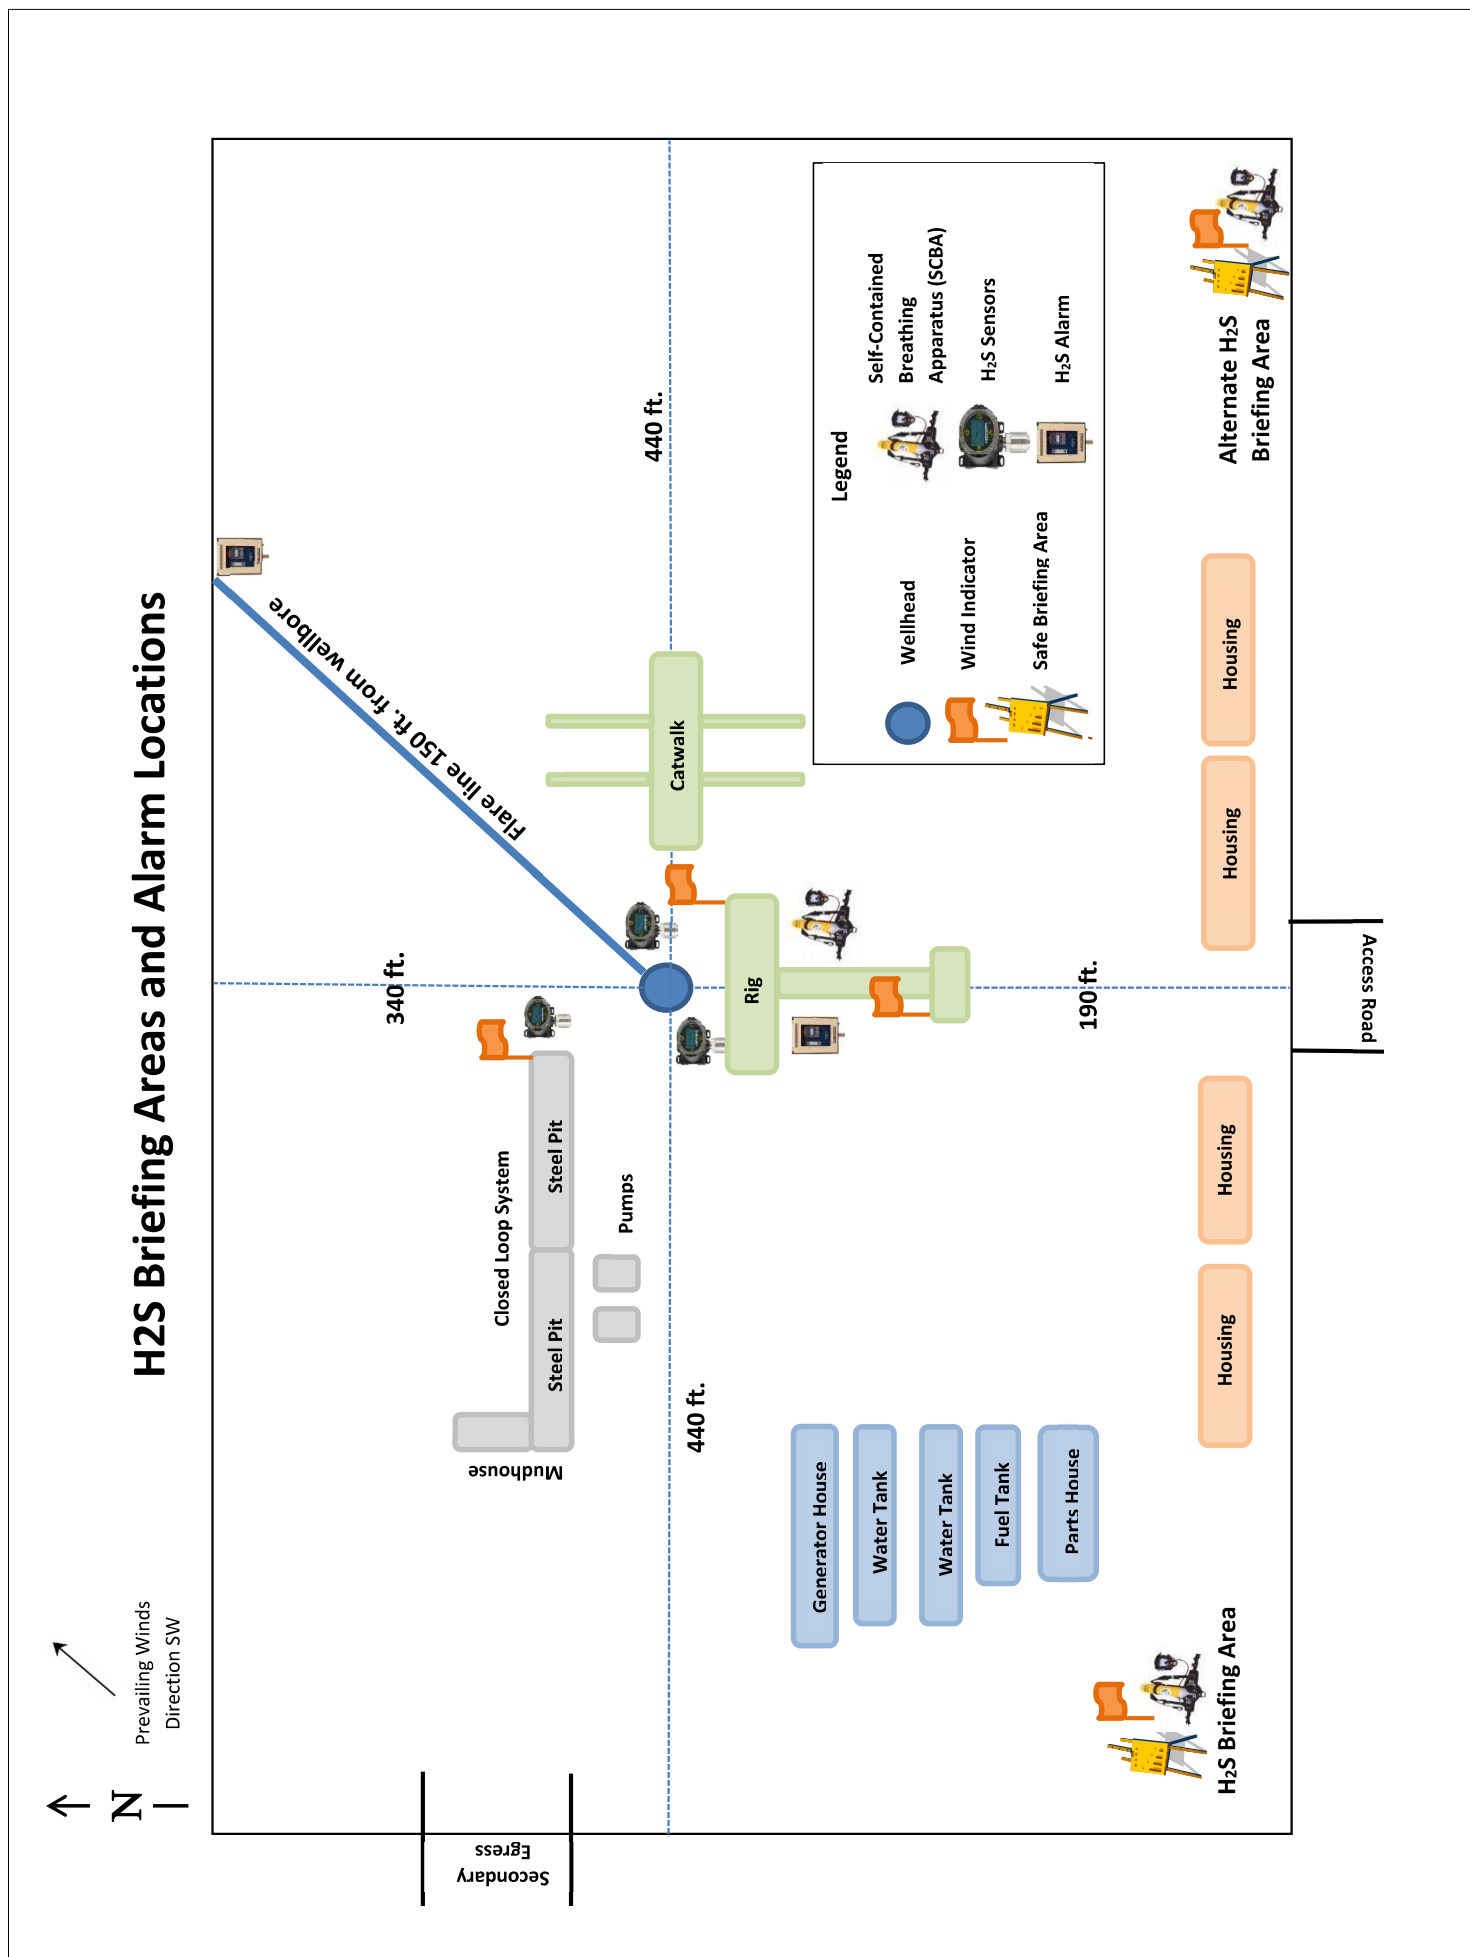 H2S Briefing Areas and Alarm Locations
N
Prevailing Winds
Direction SW
Secondary
Egress
Mudhouse
Closed Loop System
Steel Pit
Steel Pit
Pumps
340 ft.
Flare line 150 ft. from wellbore
440 ft.
440 ft.
Catwalk
Rig
190 ft.
Generator House
Water Tank
Water Tank
Fuel Tank
Parts House
Legend
Wellhead
Wind Indicator
Safe Briefing Area
Self-Contained
Breathing
Apparatus (SCBA)
H2S Sensors
H2S Alarm
H2S Briefing Area
Housing
Housing
Housing
Housing
Alternate H2S
Briefing Area
Access Road